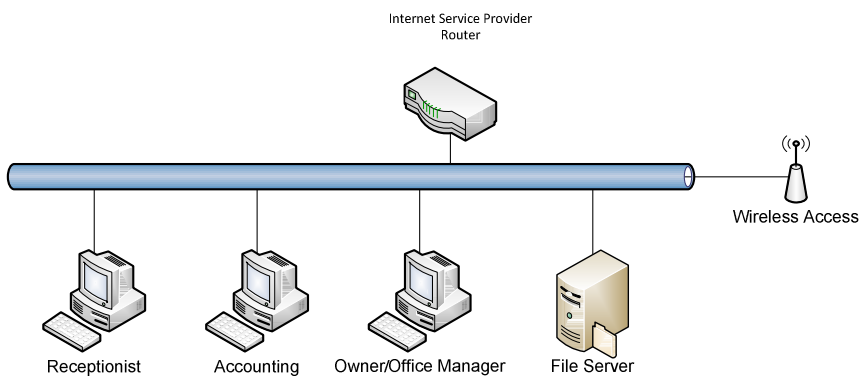 Internet Service Provider
Router
Wireless Access
Receptionist
Accounting
Owner/Office Manager
File Server